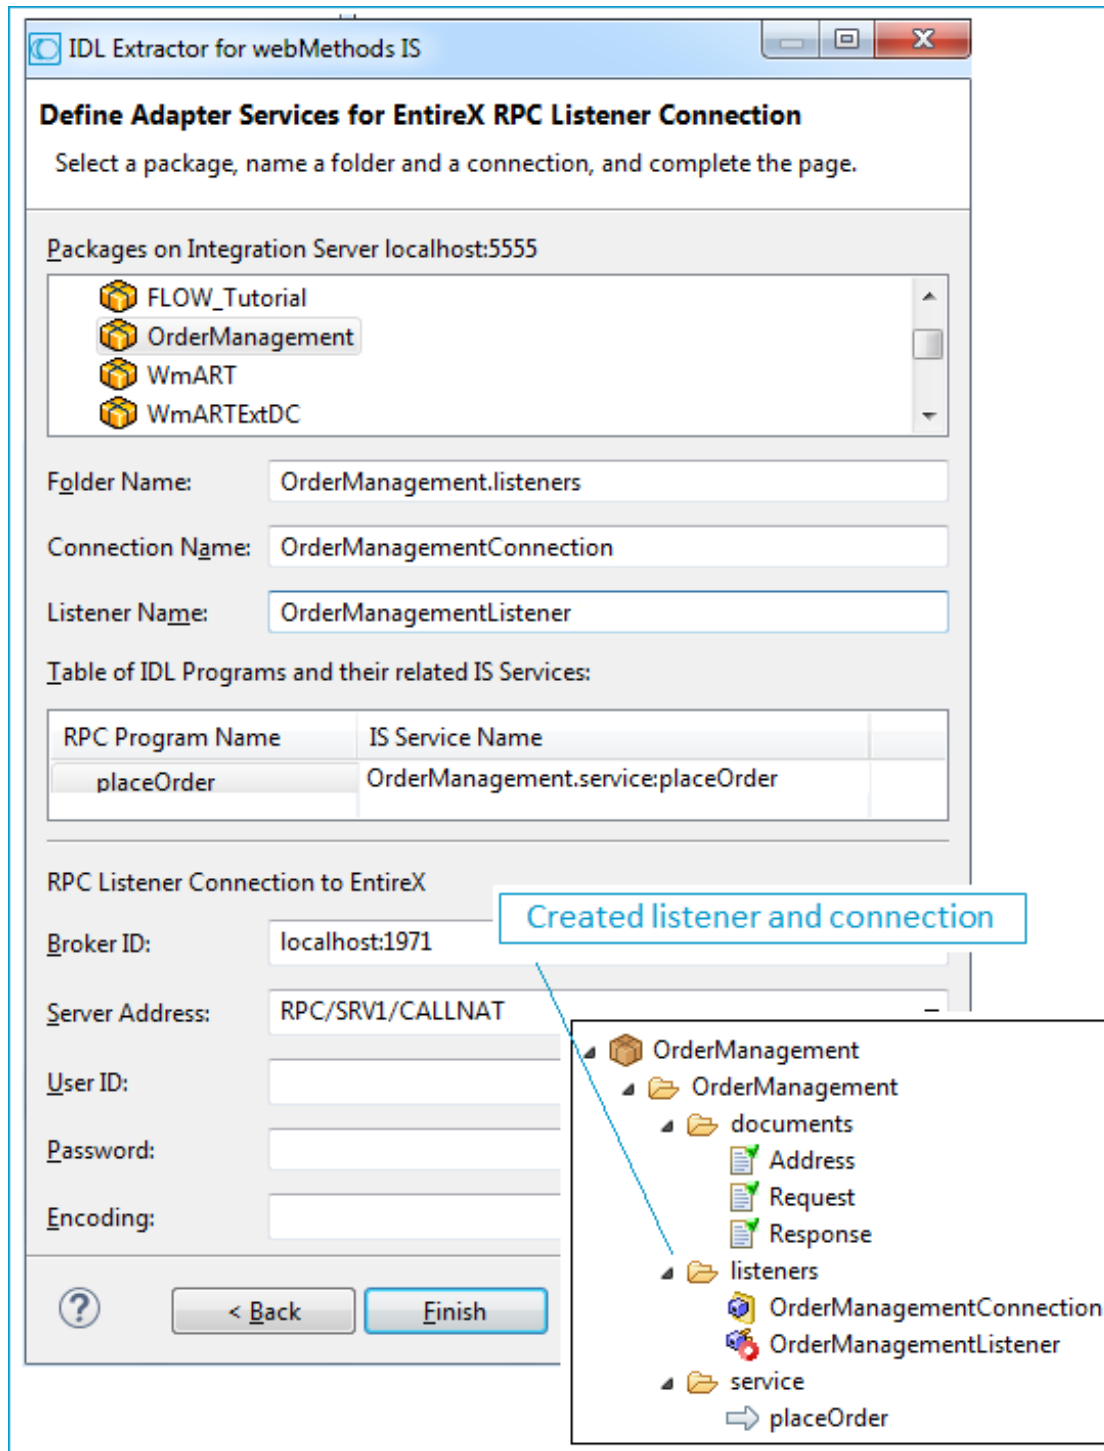 IDL Extractor for webMethods IS
Define Adapter Services for EntireX RPC Listener Connection
Select a package, name a folder and a connection, and complete the page.
Packages on Integration Server localhost:5555
FLOW_Tutorial
OrderManagement
WmART
WmARTExtDC
Folder Name: OrderManagement.listeners
Connection Name: OrderManagementConnection
Listener Name: OrderManagementListener
Table of IDL Programs and their related IS Services:
RPC Program Name IS Service Name
placeOrder OrderManagement.service:placeOrder
RPC Listener Connection to EntireX
Created listener and connection
Broker ID: localhost:1971
Server Address: RPC/SRV1/CALLNAT
User ID:
Password:
Encoding:
< Back Finish
OrderManagement
OrderManagement
documents
Address
Request
Response
listeners
OrderManagementConnection
OrderManagementListener
service
placeOrder